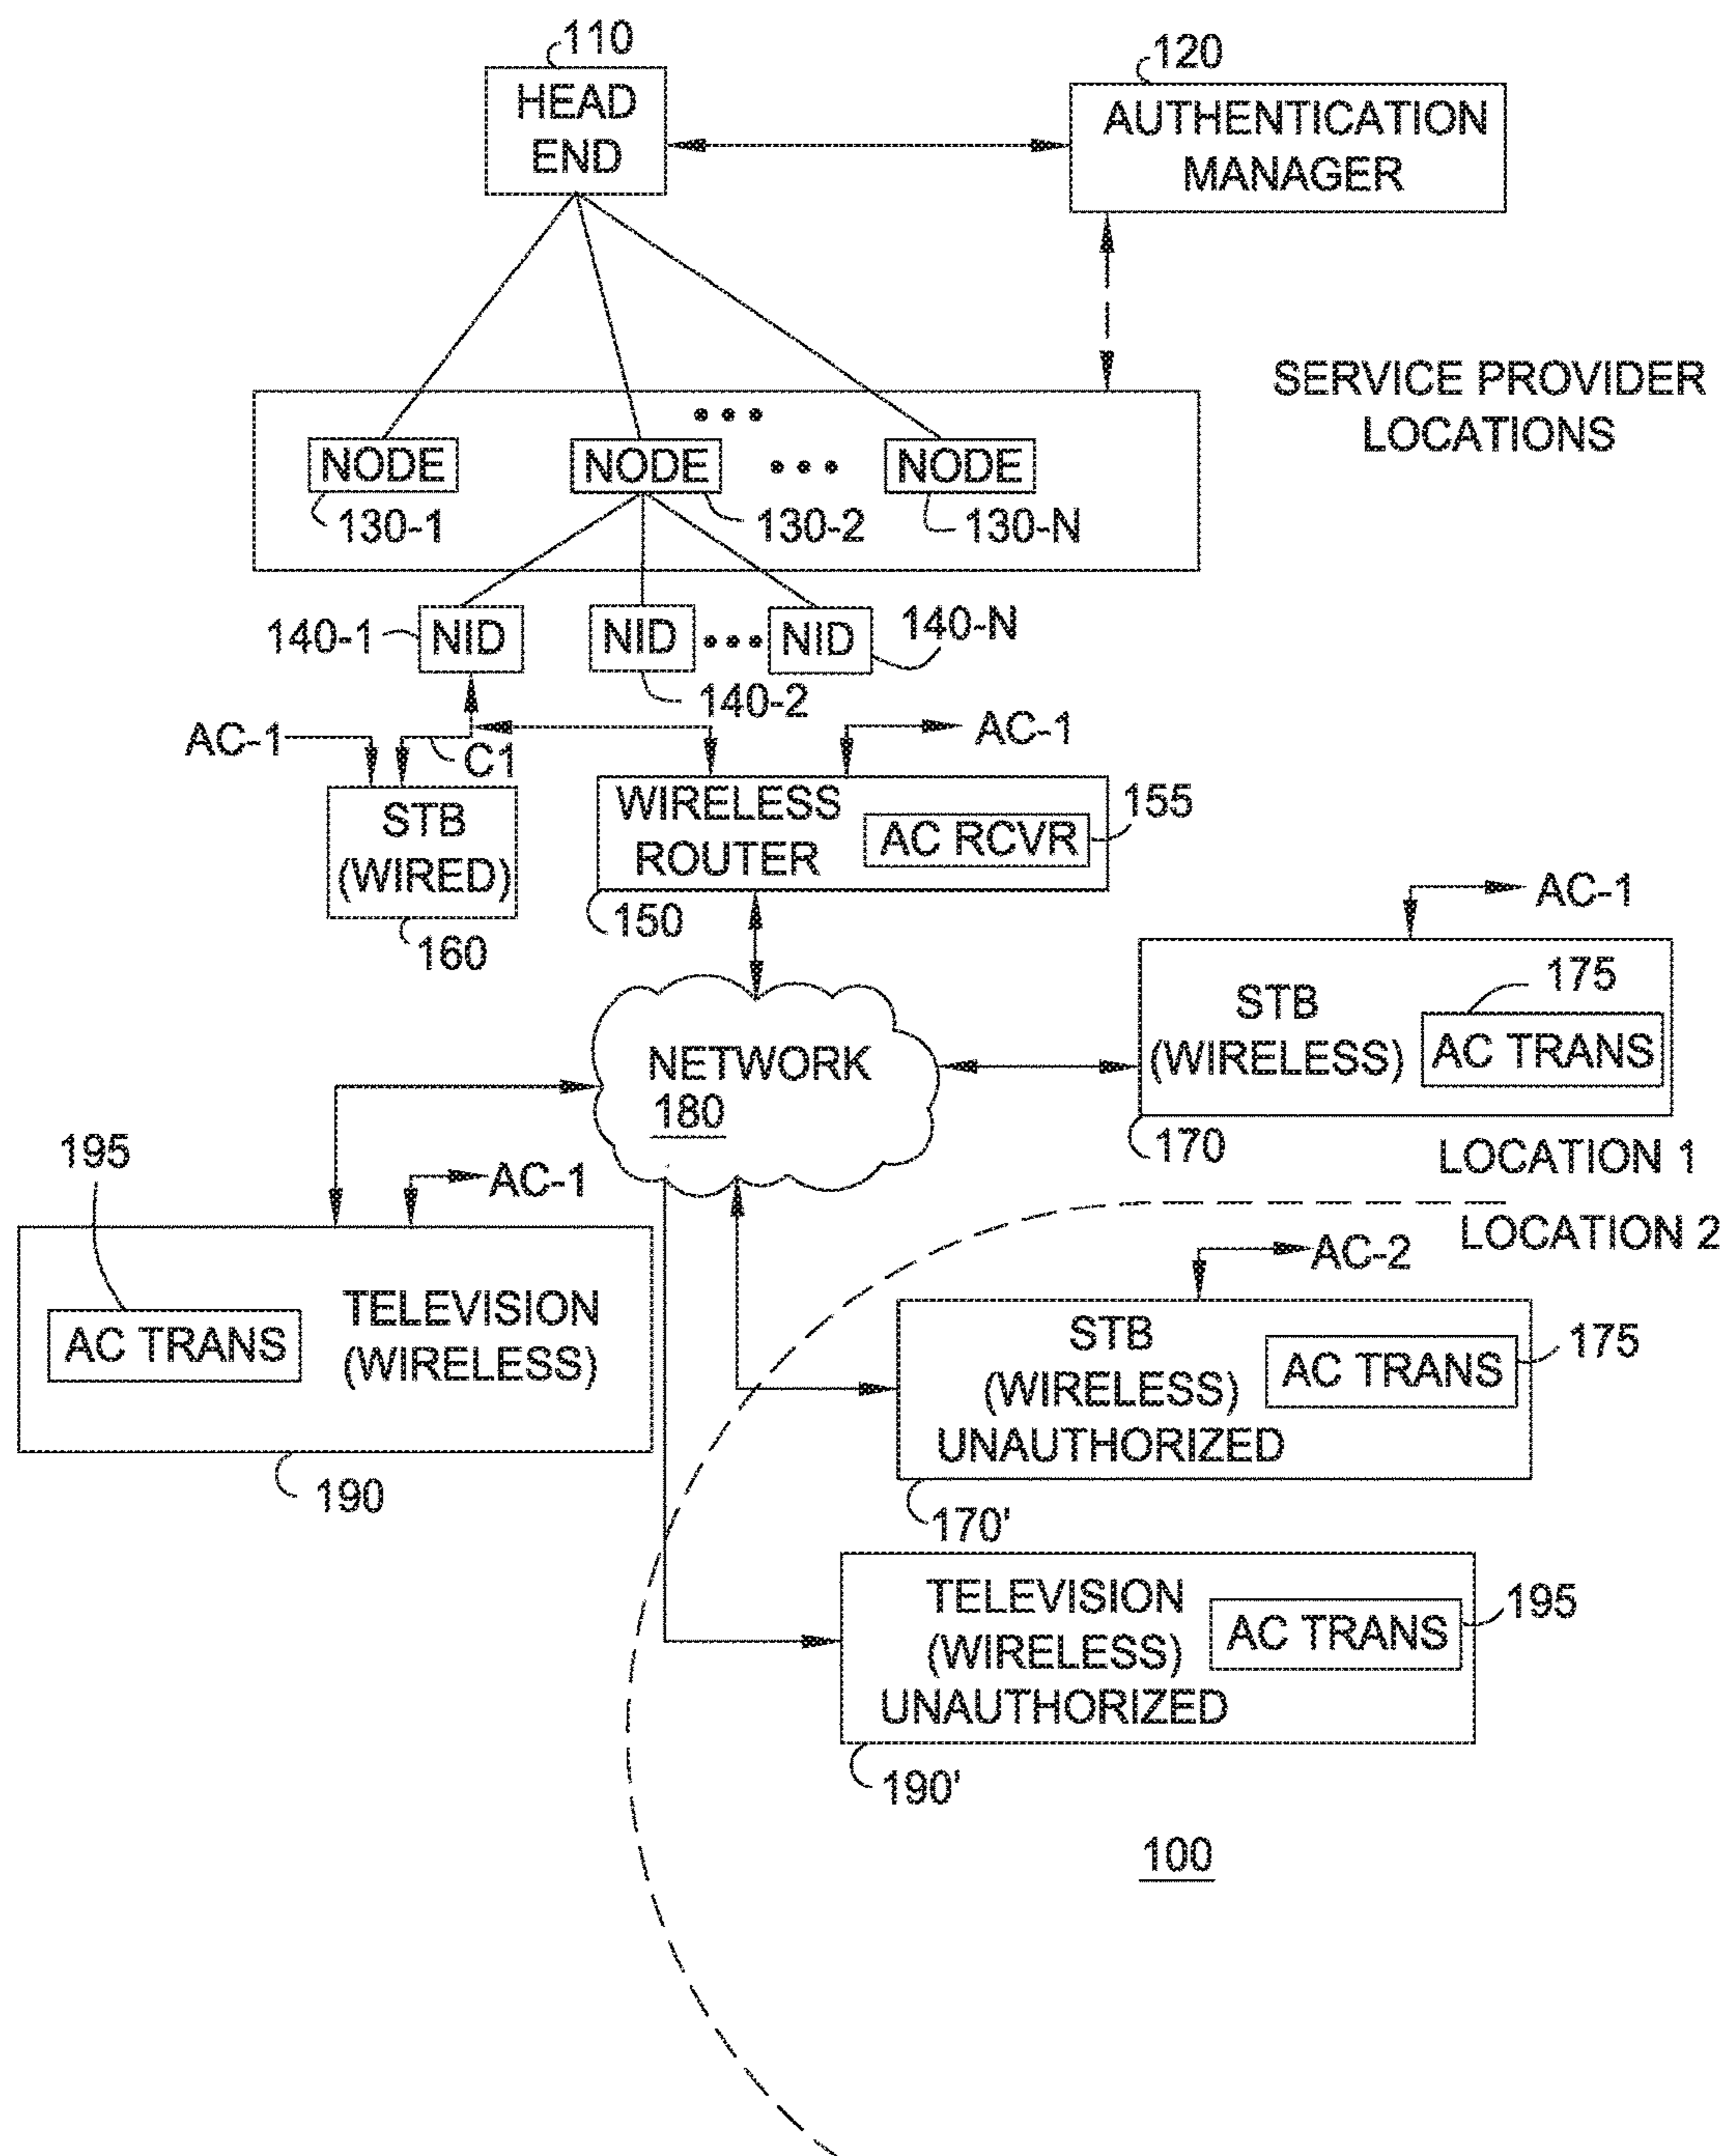 110
HEAD
END
120
AUTHENTICATION
MANAGER
SERVICE PROVIDER
LOCATIONS
NODE
NODE
NODE
130-1
130-2
130-N
140-1
NID
NID
NID
140-N
140-2
AC-1
C1
AC-1
STB
(WIRED)
160
WIRELESS
ROUTER
AC RCVR
155
150
AC-1
175
STB
(WIRELESS)
AC TRANS
170
LOCATION 1
NETWORK
180
195
AC-1
AC TRANS
TELEVISION
(WIRELESS)
190
LOCATION 2
AC-2
STB
(WIRELESS)
UNAUTHORIZED
AC TRANS
175
170'
TELEVISION
(WIRELESS)
UNAUTHORIZED
AC TRANS
195
190'
100